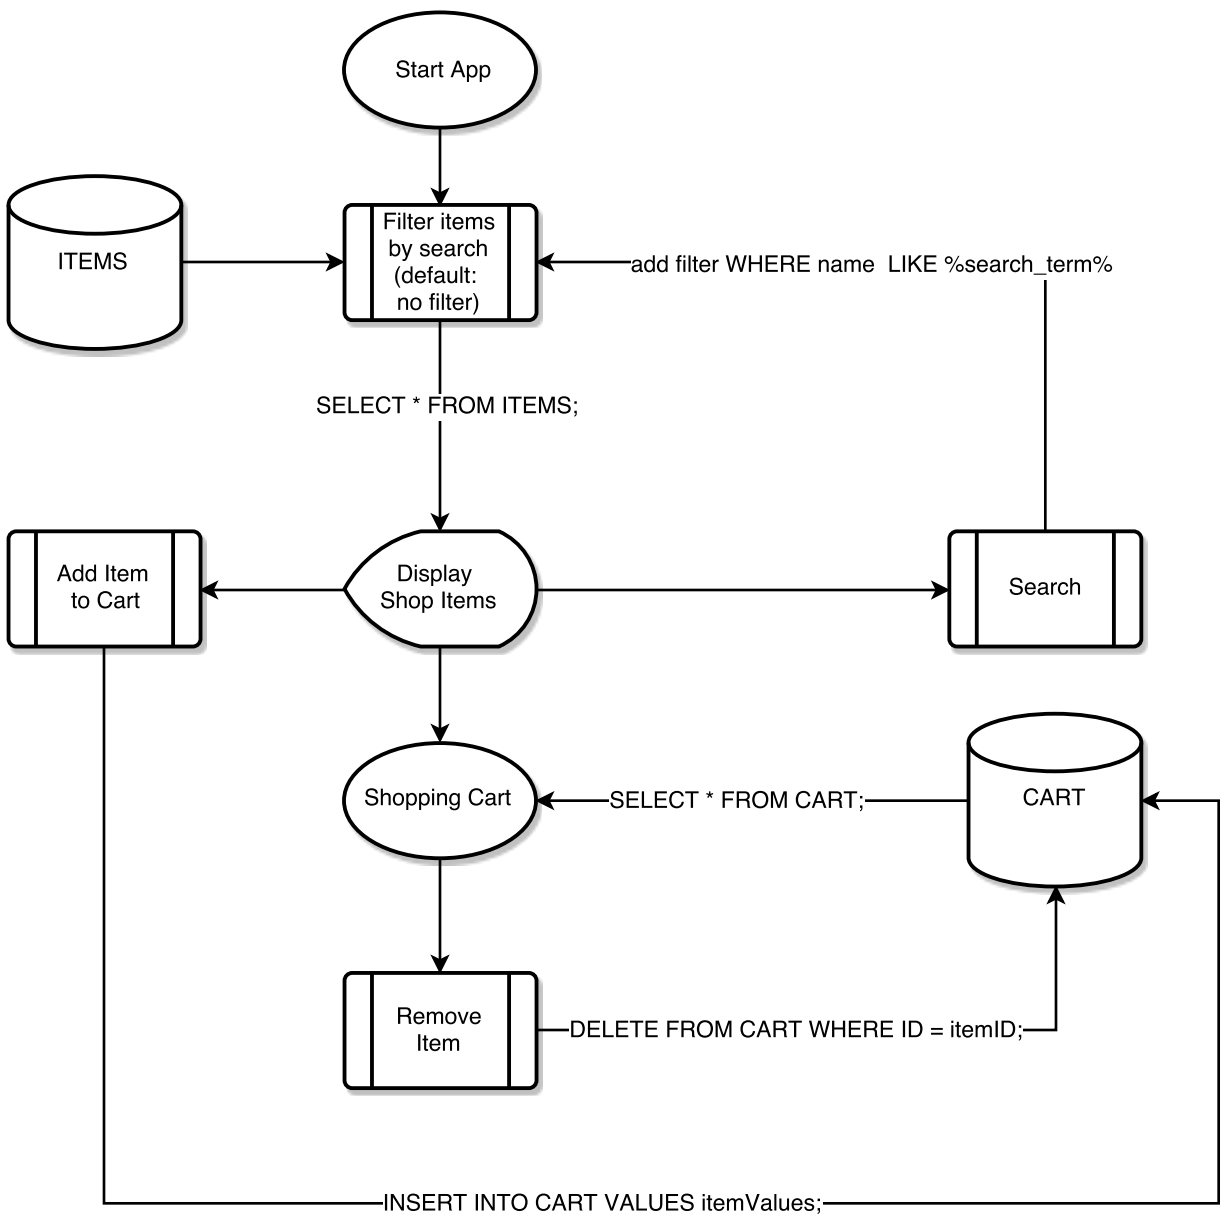 Start App
ITEMS
Filter items
by search
(default:
no filter)
add filter WHERE name  LIKE %search_term%
SELECT * FROM ITEMS;
Add Item
to Cart
Display
Shop Items
Search
Shopping Cart
SELECT * FROM CART;
CART
Remove
Item
DELETE FROM CART WHERE ID = itemID;
INSERT INTO CART VALUES itemValues;